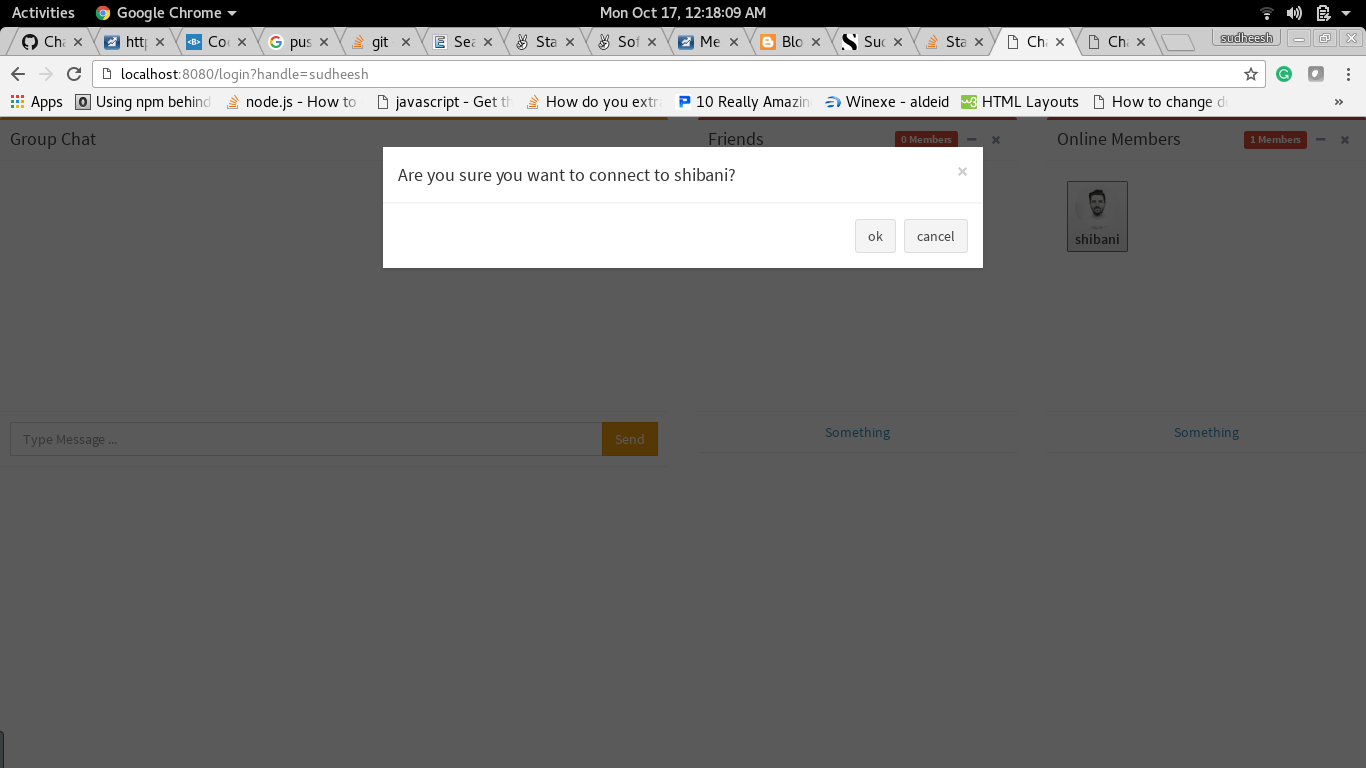 Activities Google Chrome Mon Oct 17, 12:18:09 AM
Cha http Coo pus git - Sea Sta Sof Me Blo Sud Sta Cha Cha sudheesh
localhost:8080/login?handle=sudheesh
Apps Using npm behind node.js - How to javascript - Get th How do you extra 10 Really Amazin Winexe - aldeid HTML Layouts How to change d »
Group Chat Friends 0 Members Online Members 1 Members
Are you sure you want to connect to shibani? ×
ok cancel
shibani
Type Message ... Send Something Something